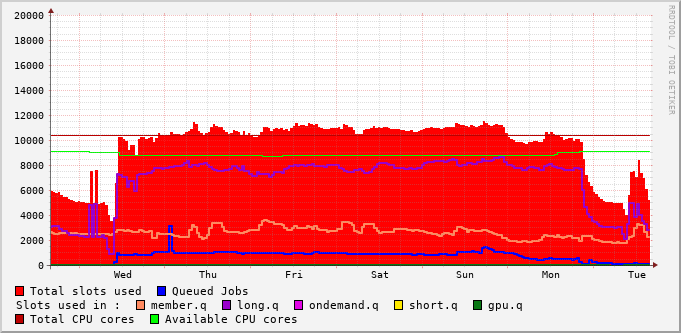 RRDTOOL / TOBI OETIKER
20000
18000
16000
14000
12000
10000
8000
6000
4000
2000
0
Wed Thu Fri Sat Sun Mon Tue
Total slots used Queued Jobs
Slots used in : member.q long.q ondemand.q short.q gpu.q
Total CPU cores Available CPU cores